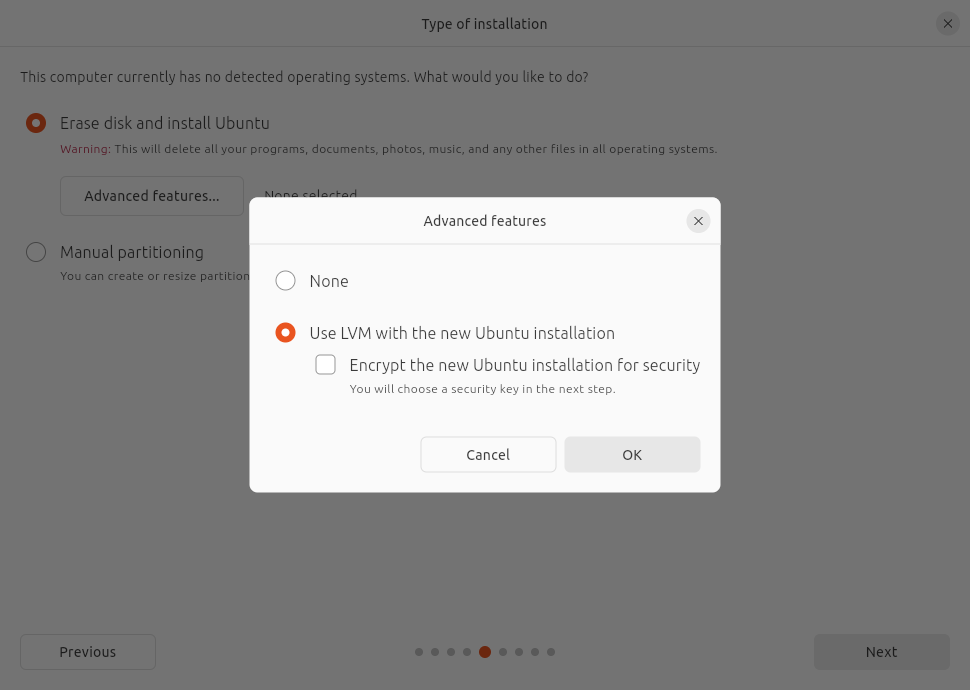 Type of installation
This computer currently has no detected operating systems. What would you like to do?
Erase disk and install Ubuntu
Warning: This will delete all your programs, documents, photos, music, and any other files in all operating systems.
Advanced features...
None selected
Manual partitioning
You can create or resize partition
Advanced features
None
Use LVM with the new Ubuntu installation
Encrypt the new Ubuntu installation for security
You will choose a security key in the next step.
Cancel
OK
Previous
Next